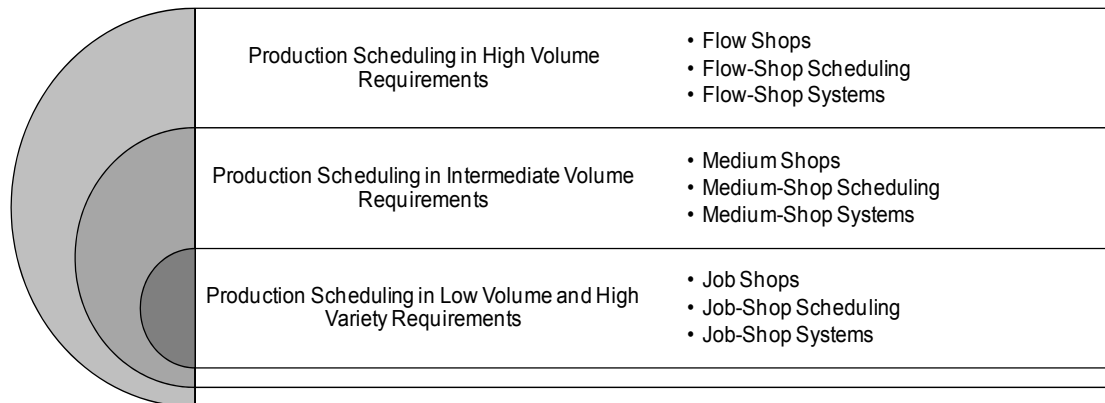 Production Scheduling in High Volume
Requirements
• Flow Shops
• Flow-Shop Scheduling
• Flow-Shop Systems
Production Scheduling in Intermediate Volume
Requirements
• Medium Shops
• Medium-Shop Scheduling
• Medium-Shop Systems
Production Scheduling in Low Volume and High
Variety Requirements
• Job Shops
• Job-Shop Scheduling
• Job-Shop Systems